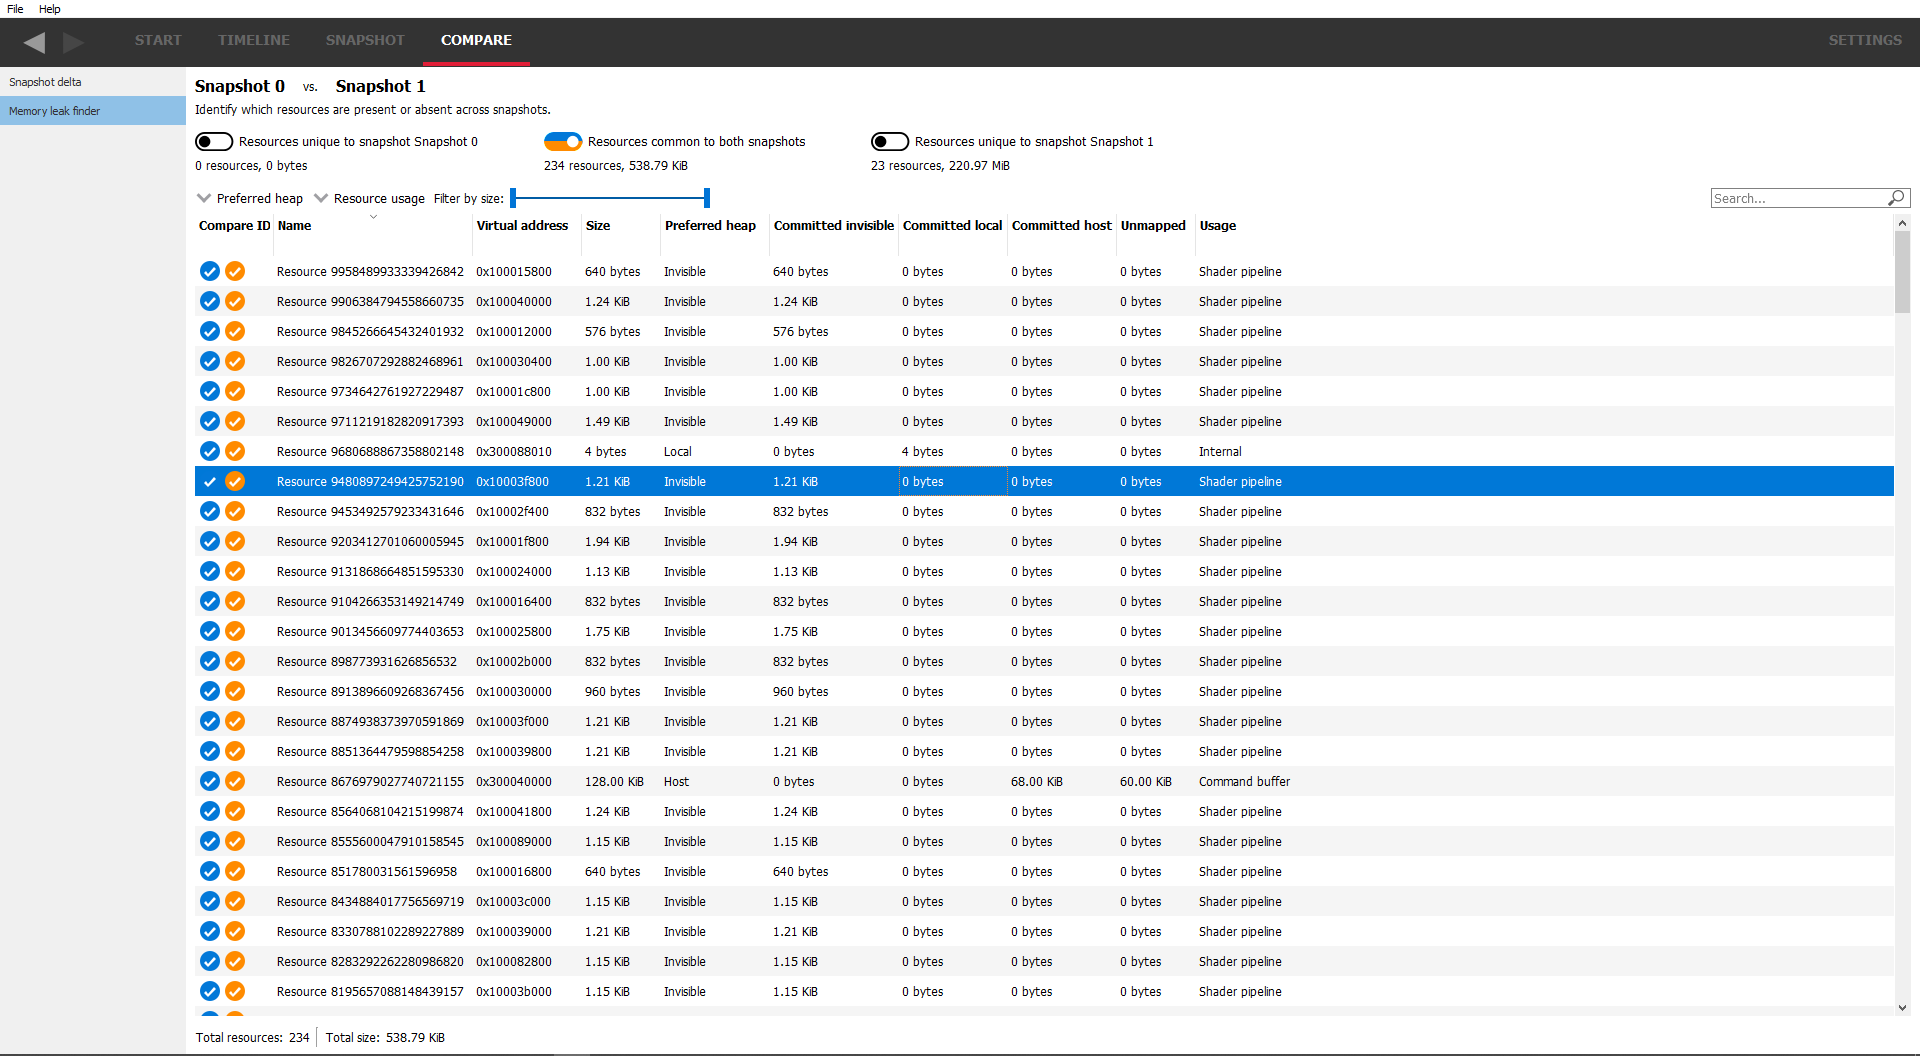 File Help
START TIMELINE SNAPSHOT COMPARE SETTINGS
Snapshot delta
Memory leak finder
Snapshot 0 vs. Snapshot 1
Identify which resources are present or absent across snapshots.
Resources unique to snapshot Snapshot 0 Resources common to both snapshots Resources unique to snapshot Snapshot 1
0 resources, 0 bytes 234 resources, 538.79 KiB 23 resources, 220.97 MiB
Preferred heap Resource usage Filter by size: Search...
Compare ID Name Virtual address Size Preferred heap Committed invisible Committed local Committed host Unmapped Usage
Resource 9958489933339426842 0x100015800 640 bytes Invisible 640 bytes 0 bytes 0 bytes 0 bytes Shader pipeline
Resource 9906384794558660735 0x100040000 1.24 KiB Invisible 1.24 KiB 0 bytes 0 bytes 0 bytes Shader pipeline
Resource 9845266645432401932 0x100012000 576 bytes Invisible 576 bytes 0 bytes 0 bytes 0 bytes Shader pipeline
Resource 9826707292882468961 0x100030400 1.00 KiB Invisible 1.00 KiB 0 bytes 0 bytes 0 bytes Shader pipeline
Resource 9734642761927229487 0x10001c800 1.00 KiB Invisible 1.00 KiB 0 bytes 0 bytes 0 bytes Shader pipeline
Resource 9711219182820917393 0x100049000 1.49 KiB Invisible 1.49 KiB 0 bytes 0 bytes 0 bytes Shader pipeline
Resource 9680688867358802148 0x300088010 4 bytes Local 0 bytes 4 bytes 0 bytes 0 bytes Internal
Resource 9480897249425752190 0x10003f800 1.21 KiB Invisible 1.21 KiB 0 bytes 0 bytes 0 bytes Shader pipeline
Resource 9453492579233431646 0x10002f400 832 bytes Invisible 832 bytes 0 bytes 0 bytes 0 bytes Shader pipeline
Resource 9203412701060005945 0x10001f800 1.94 KiB Invisible 1.94 KiB 0 bytes 0 bytes 0 bytes Shader pipeline
Resource 9131868664851595330 0x100024000 1.13 KiB Invisible 1.13 KiB 0 bytes 0 bytes 0 bytes Shader pipeline
Resource 9104266353149214749 0x100016400 832 bytes Invisible 832 bytes 0 bytes 0 bytes 0 bytes Shader pipeline
Resource 9013456609774403653 0x100025800 1.75 KiB Invisible 1.75 KiB 0 bytes 0 bytes 0 bytes Shader pipeline
Resource 898773931626856532 0x10002b000 832 bytes Invisible 832 bytes 0 bytes 0 bytes 0 bytes Shader pipeline
Resource 8913896609268367456 0x100030000 960 bytes Invisible 960 bytes 0 bytes 0 bytes 0 bytes Shader pipeline
Resource 8874938373970591869 0x10003f000 1.21 KiB Invisible 1.21 KiB 0 bytes 0 bytes 0 bytes Shader pipeline
Resource 8851364479598854258 0x100039800 1.21 KiB Invisible 1.21 KiB 0 bytes 0 bytes 0 bytes Shader pipeline
Resource 8676979027740721155 0x300040000 128.00 KiB Host 0 bytes 0 bytes 68.00 KiB 60.00 KiB Command buffer
Resource 8564068104215199874 0x100041800 1.24 KiB Invisible 1.24 KiB 0 bytes 0 bytes 0 bytes Shader pipeline
Resource 8555600047910158545 0x100089000 1.15 KiB Invisible 1.15 KiB 0 bytes 0 bytes 0 bytes Shader pipeline
Resource 851780031561596958 0x100016800 640 bytes Invisible 640 bytes 0 bytes 0 bytes 0 bytes Shader pipeline
Resource 8434884017756569719 0x10003c000 1.15 KiB Invisible 1.15 KiB 0 bytes 0 bytes 0 bytes Shader pipeline
Resource 8330788102289227889 0x100039000 1.21 KiB Invisible 1.21 KiB 0 bytes 0 bytes 0 bytes Shader pipeline
Resource 8283292262280986820 0x100082800 1.15 KiB Invisible 1.15 KiB 0 bytes 0 bytes 0 bytes Shader pipeline
Resource 8195657088148439157 0x10003b000 1.15 KiB Invisible 1.15 KiB 0 bytes 0 bytes 0 bytes Shader pipeline
Total resources: 234 Total size: 538.79 KiB